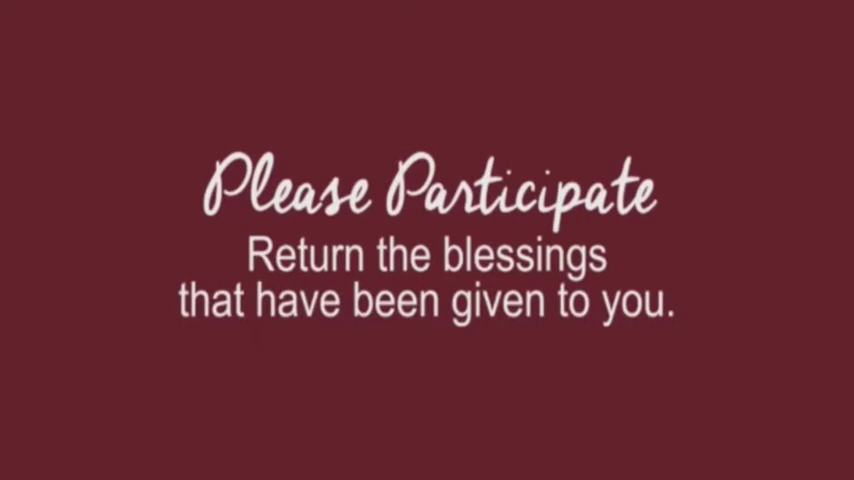 Please Participate
Return the blessings
that have been given to you.